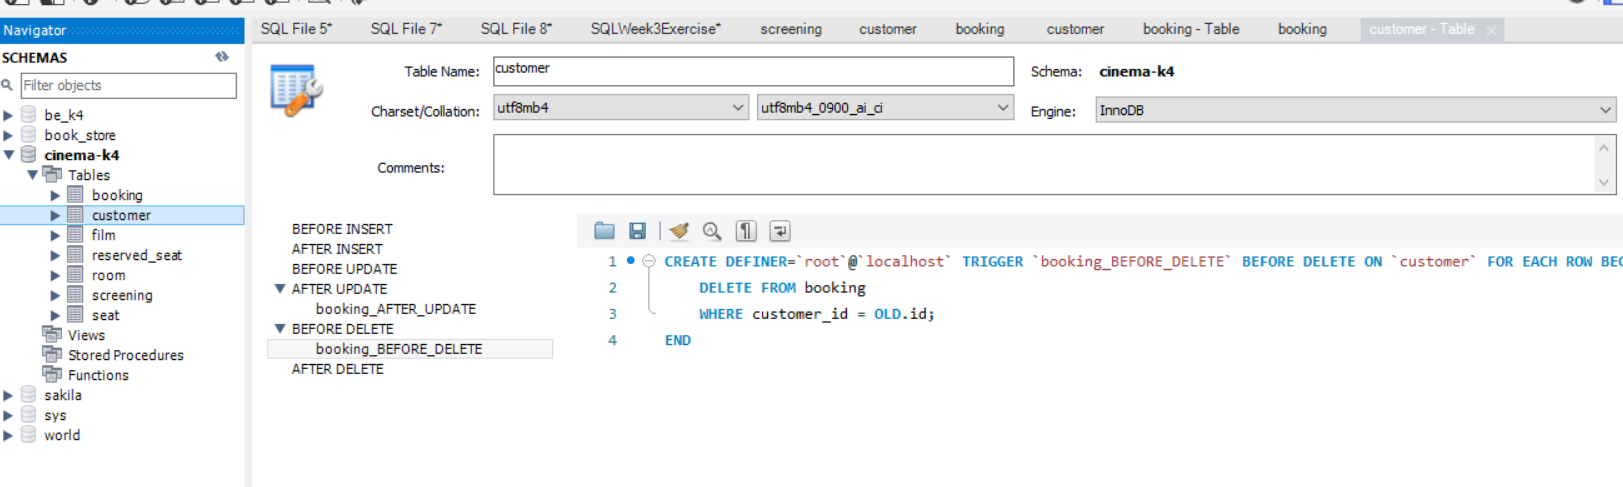 Navigator
SQL File 5* SQL File 7* SQL File 8* SQLWeek3Exercise* screening customer booking customer booking - Table booking customer - Table
SCHEMAS
Filter objects
be_k4
book_store
cinema-k4
Tables
booking
customer
film
reserved_seat
room
screening
seat
Views
Stored Procedures
Functions
sakila
sys
world
Table Name: customer Schema: cinema-k4
Charset/Collation: utf8mb4 utf8mb4_0900_ai_ci Engine: InnoDB
Comments:
BEFORE INSERT
AFTER INSERT
BEFORE UPDATE
AFTER UPDATE
booking_AFTER_UPDATE
BEFORE DELETE
booking_BEFORE_DELETE
AFTER DELETE
1 CREATE DEFINER=`root`@`localhost` TRIGGER `booking_BEFORE_DELETE` BEFORE DELETE ON `customer` FOR EACH ROW BEG
2 DELETE FROM booking
3 WHERE customer_id = OLD.id;
4 END